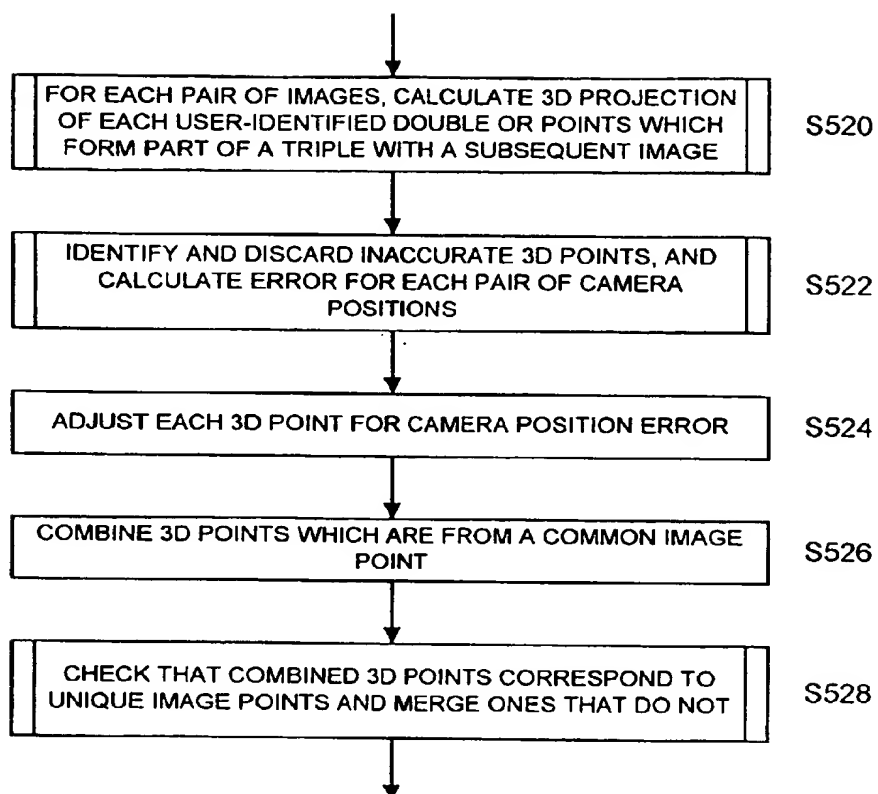 FOR EACH PAIR OF IMAGES, CALCULATE 3D PROJECTION
OF EACH USER-IDENTIFIED DOUBLE OR POINTS WHICH
FORM PART OF A TRIPLE WITH A SUBSEQUENT IMAGE
S520
IDENTIFY AND DISCARD INACCURATE 3D POINTS, AND
CALCULATE ERROR FOR EACH PAIR OF CAMERA
POSITIONS
S522
ADJUST EACH 3D POINT FOR CAMERA POSITION ERROR
S524
COMBINE 3D POINTS WHICH ARE FROM A COMMON IMAGE
POINT
S526
CHECK THAT COMBINED 3D POINTS CORRESPOND TO
UNIQUE IMAGE POINTS AND MERGE ONES THAT DO NOT
S528